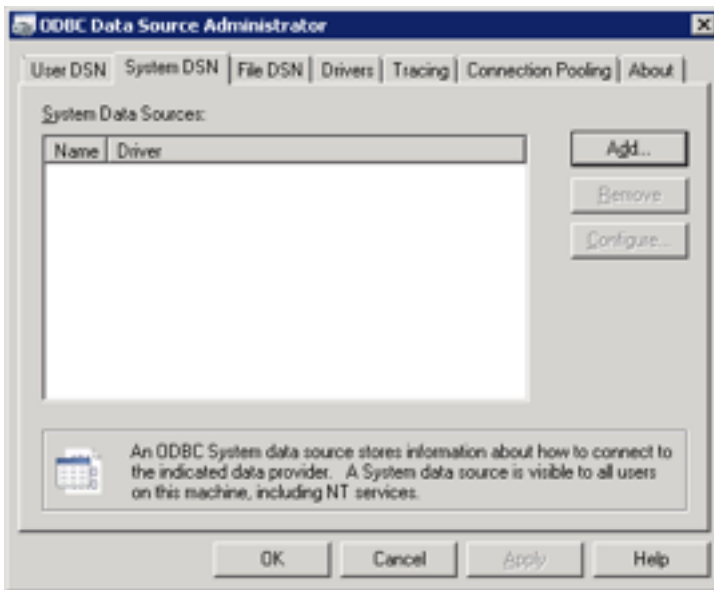 ODBC Data Source Administrator
User DSN System DSN File DSN Drivers Tracing Connection Pooling About
System Data Sources:
Name Driver
Add...
Remove
Configure...
An ODBC System data source stores information about how to connect to
the indicated data provider. A System data source is visible to all users
on this machine, including NT services.
OK Cancel Apply Help